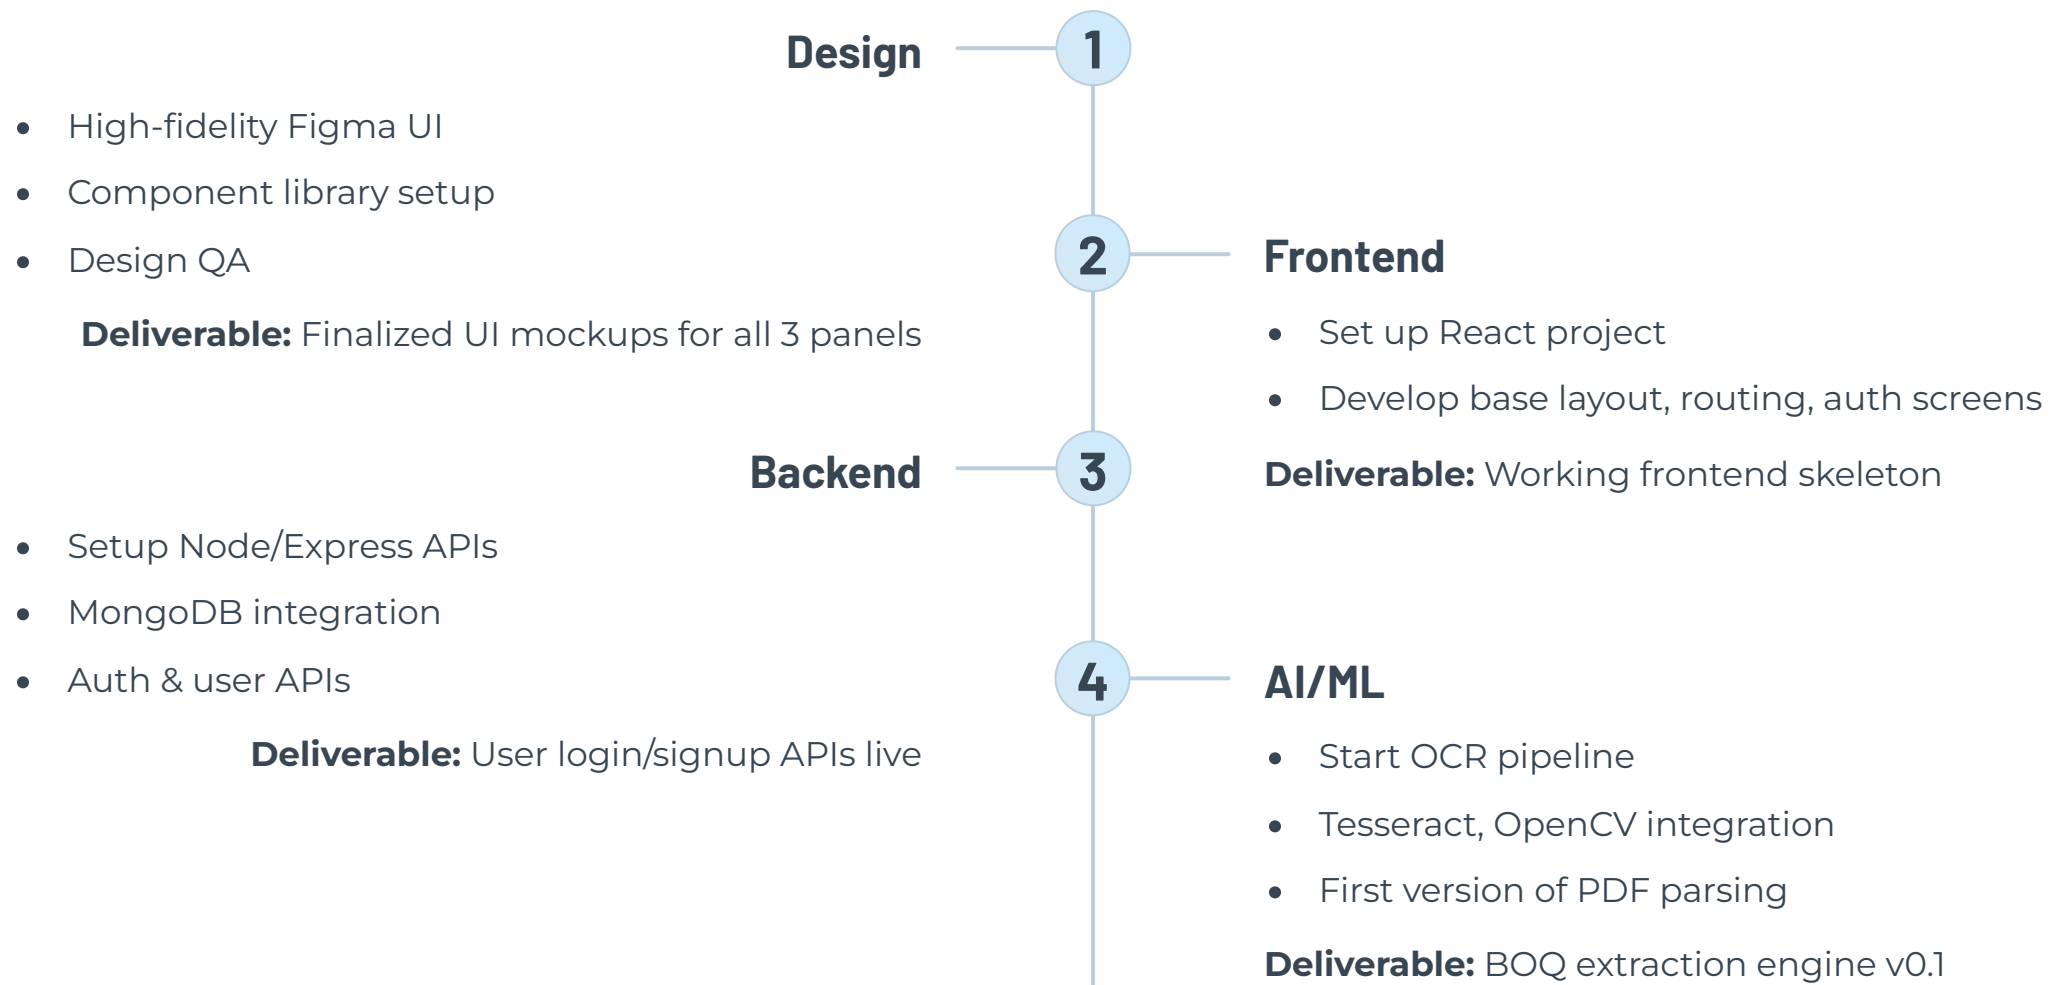 1
Design
• High-fidelity Figma UI
• Component library setup
• Design QA
Deliverable: Finalized UI mockups for all 3 panels
2
Frontend
• Set up React project
• Develop base layout, routing, auth screens
Deliverable: Working frontend skeleton
3
Backend
• Setup Node/Express APIs
• MongoDB integration
• Auth & user APIs
Deliverable: User login/signup APIs live
4
AI/ML
• Start OCR pipeline
• Tesseract, OpenCV integration
• First version of PDF parsing
Deliverable: BOQ extraction engine v0.1